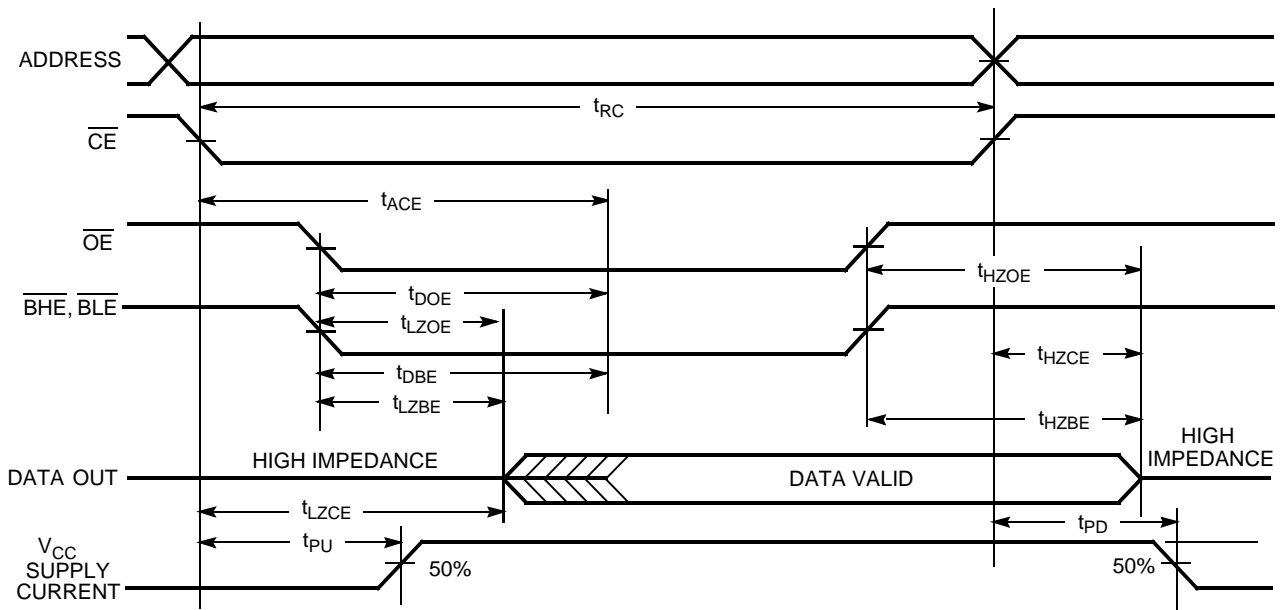 ADDRESS
tRC
CE
tACE
OE
tHZOE
tDOE
BHE, BLE
tLZOE
tHZCE
tDBE
tLZBE
tHZBE
HIGH IMPEDANCE
HIGH
IMPEDANCE
DATA OUT
DATA VALID
tLZCE
tPD
tPU
VCC
SUPPLY
CURRENT
50%
50%